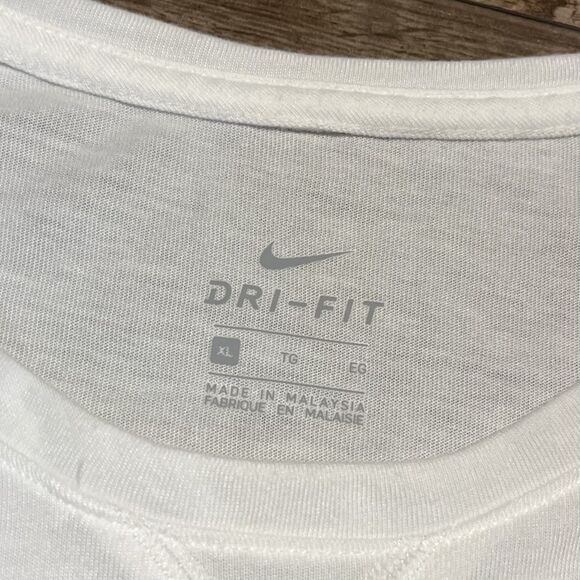 DRI-FIT
XL TG EG
MADE IN MALAYSIA
FABRIQUE EN MALAISIE